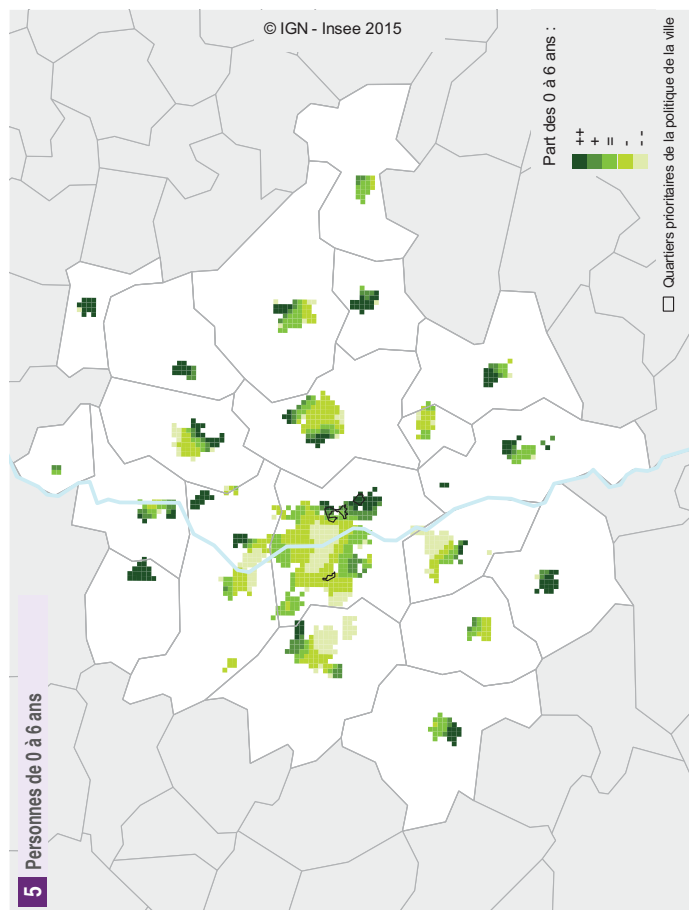 5 Personnes de 0 à 6 ans
© IGN - Insee 2015
Part des 0 à 6 ans :
++
+
=
-
--
Quartiers prioritaires de la politique de la ville